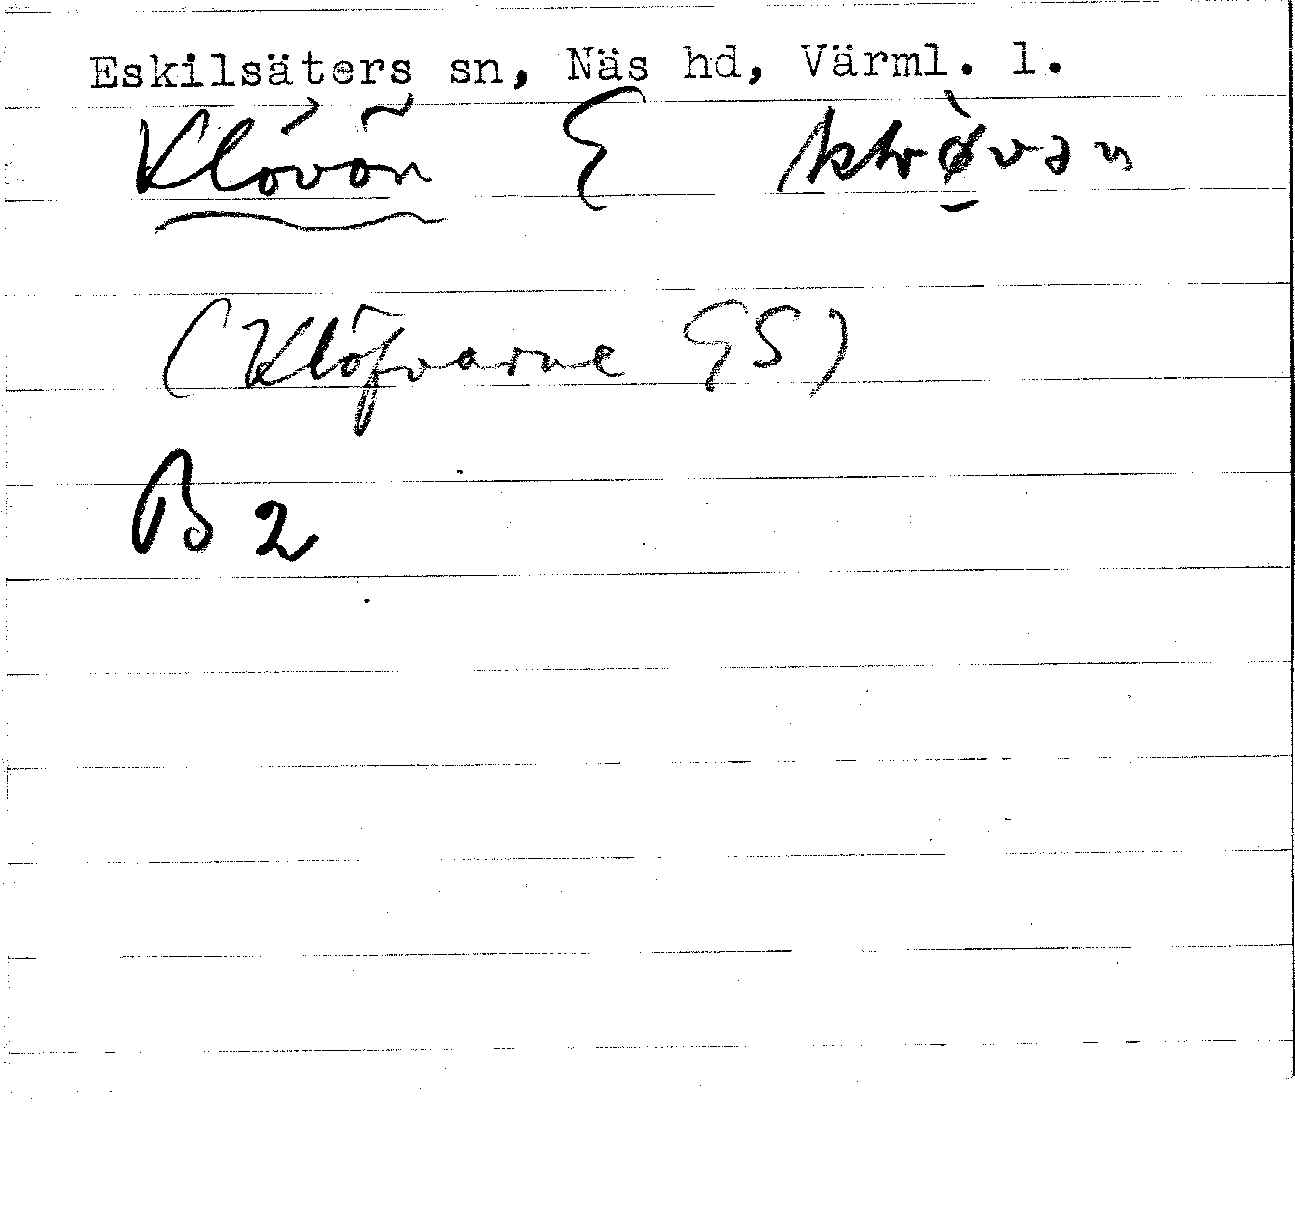 Eskilsäters sn, Näs hd, Värml. l.
Klövön E
(Klöfvarne GS)
B 2